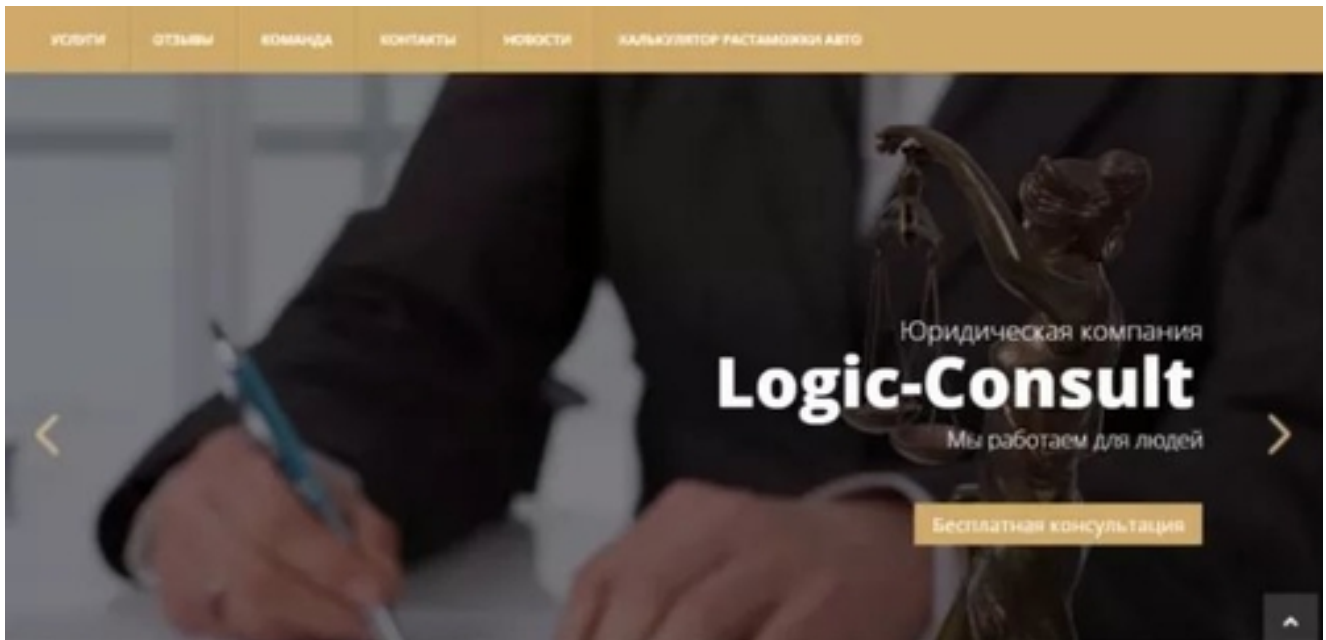 УСЛУГИ ОТЗЫВЫ КОМАНДА КОНТАКТЫ НОВОСТИ КАЛЬКУЛЯТОР РАСТАМОЖКИ АВТО
Юридическая компания
Logic-Consult
Мы работаем для людей
Бесплатная консультация